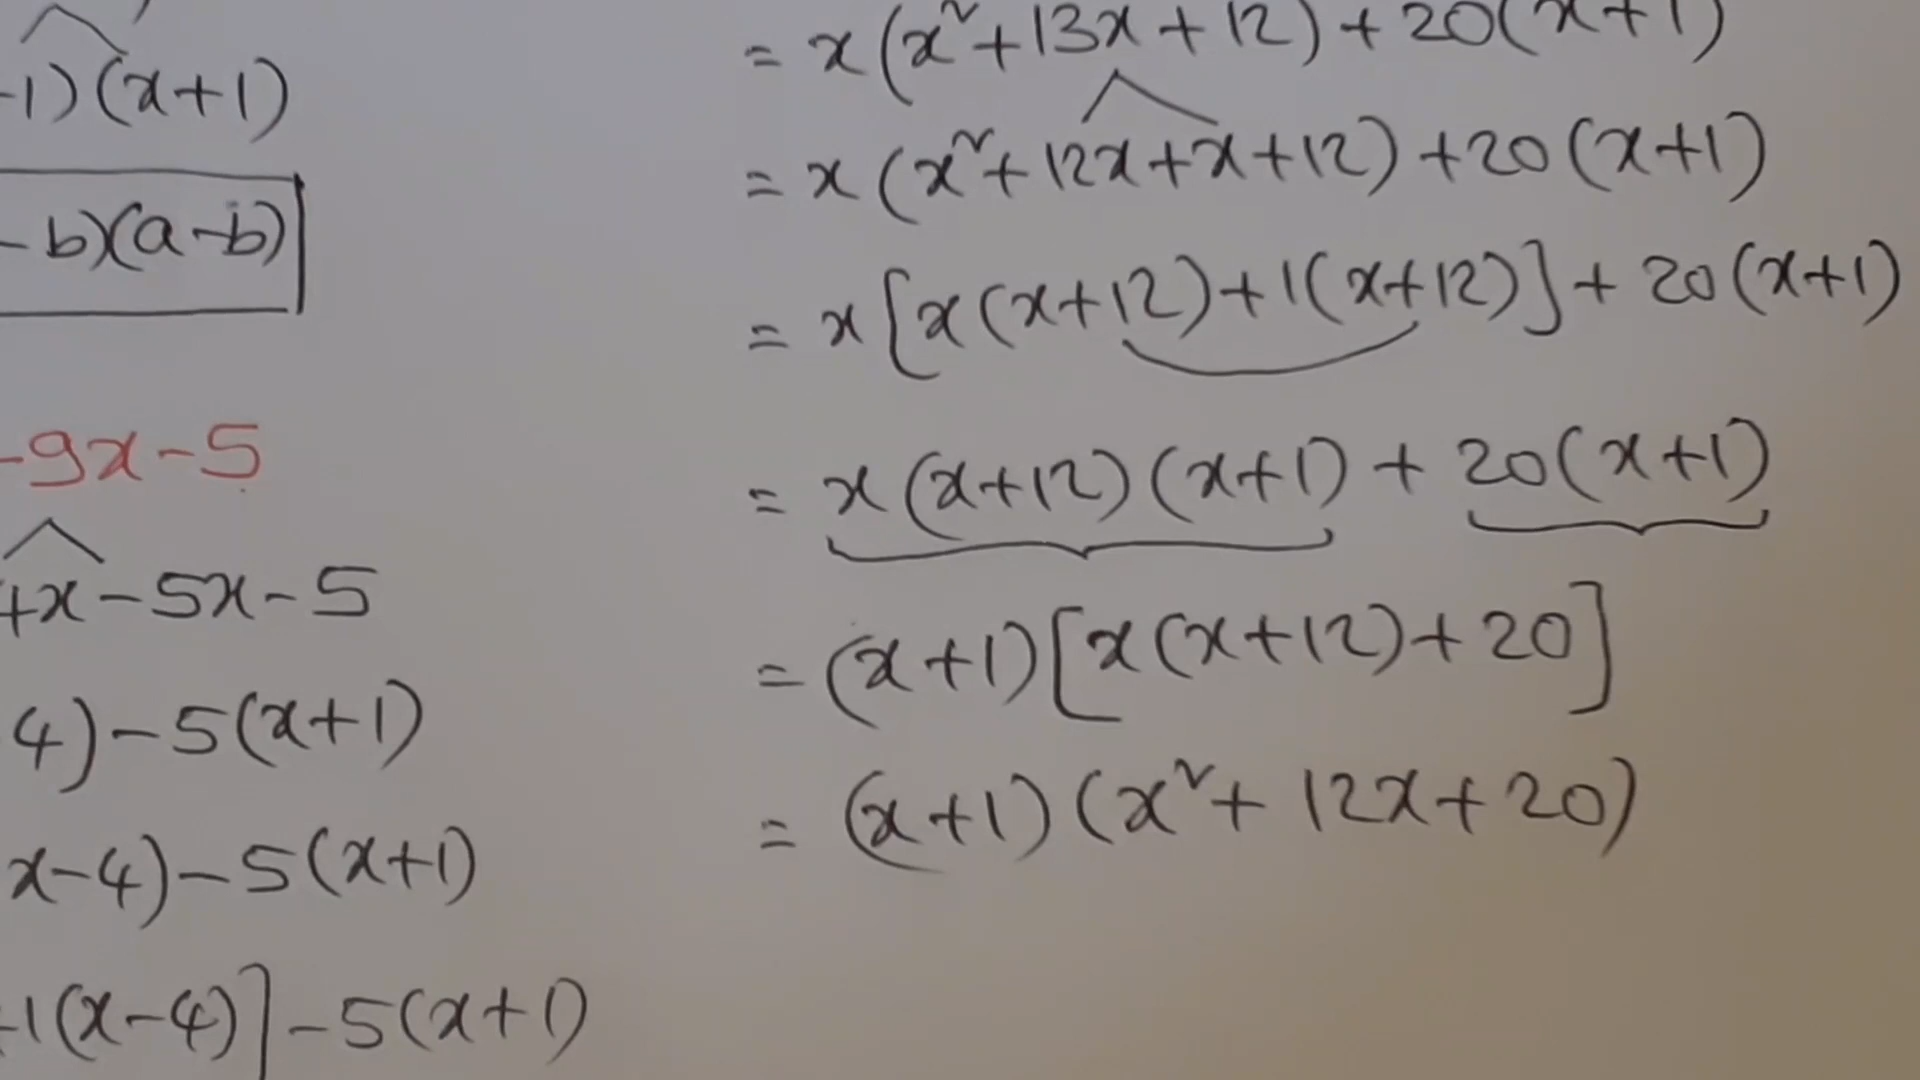 -1)(x+1)
- b)(a-b)
-9x-5
+x-5x-5
4)-5(x+1)
x-4)-5(x+1)
+1(x-4)]-5(x+1)
= x(x²+13x+12)+20(x+1)
= x(x²+12x+x+12)+20(x+1)
= x[x(x+12)+1(x+12)]+20(x+1)
= x(x+12)(x+1)+20(x+1)
= (x+1)[x(x+12)+20]
= (x+1)(x²+12x+20)